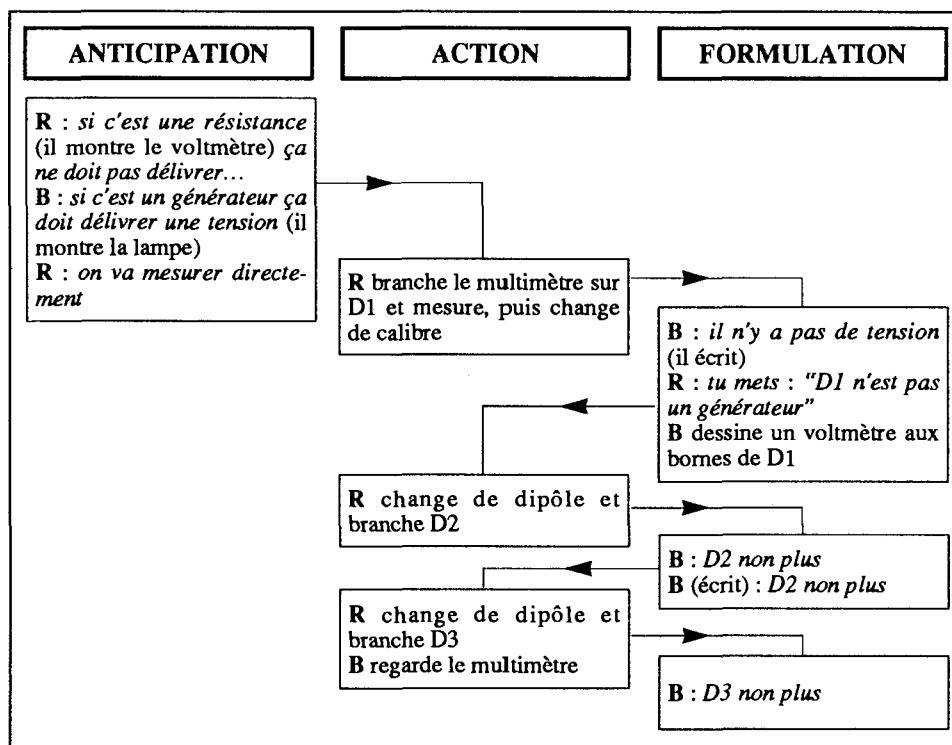 ANTICIPATION
ACTION
FORMULATION
R : si c'est une résistance
(il montre le voltmètre) ça
ne doit pas délivrer...
B : si c'est un générateur ça
doit délivrer une tension (il
montre la lampe)
R : on va mesurer directe-
ment
R branche le multimètre sur
D1 et mesure, puis change
de calibre
B : il n'y a pas de tension
(il écrit)
R : tu mets : "D1 n'est pas
un générateur"
B dessine un voltmètre aux
bornes de D1
R change de dipôle et
branche D2
B : D2 non plus
B (écrit) : D2 non plus
R change de dipôle et
branche D3
B regarde le multimètre
B : D3 non plus